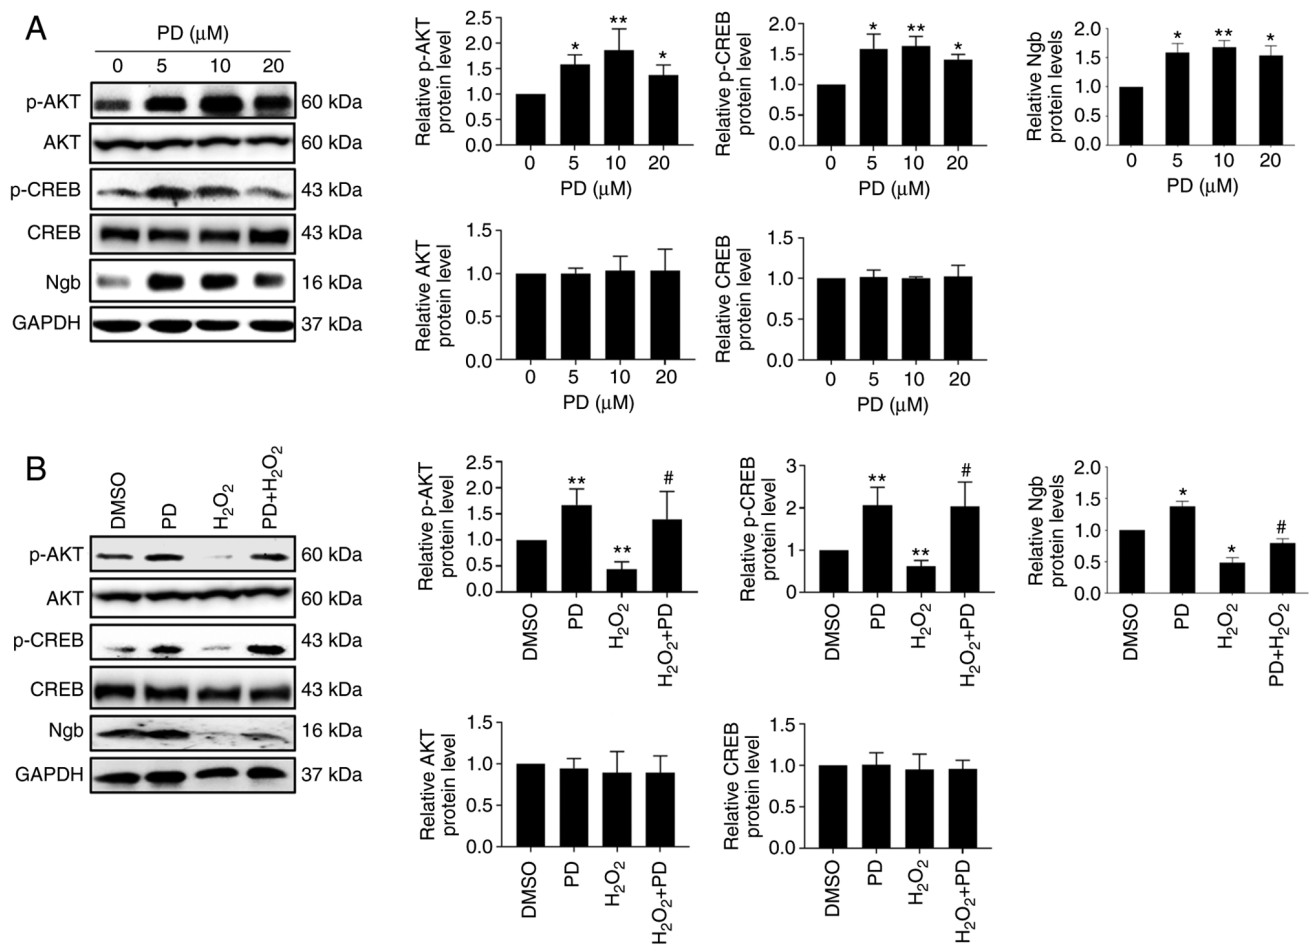 A
PD (μM)
0 5 10 20
p-AKT 60 kDa
AKT 60 kDa
p-CREB 43 kDa
CREB 43 kDa
Ngb 16 kDa
GAPDH 37 kDa
Relative p-AKT
protein level
2.5
2.0
1.5
1.0
0.5
0.0
* ** *
0 5 10 20
PD (μM)
Relative p-CREB
protein level
2.0
1.5
1.0
0.5
0.0
* ** *
0 5 10 20
PD (μM)
Relative Ngb
protein levels
2.0
1.5
1.0
0.5
0.0
* ** *
0 5 10 20
PD (μM)
Relative AKT
protein level
1.5
1.0
0.5
0.0
0 5 10 20
PD (μM)
Relative CREB
protein level
1.5
1.0
0.5
0.0
0 5 10 20
PD (μM)
B
DMSO PD H₂O₂ PD+H₂O₂
p-AKT 60 kDa
AKT 60 kDa
p-CREB 43 kDa
CREB 43 kDa
Ngb 16 kDa
GAPDH 37 kDa
Relative p-AKT
protein level
2.5
2.0
1.5
1.0
0.5
0.0
** ** #
DMSO PD H₂O₂ H₂O₂+PD
Relative p-CREB
protein level
3
2
1
0
** ** #
DMSO PD H₂O₂ H₂O₂+PD
Relative Ngb
protein levels
2.0
1.5
1.0
0.5
0.0
* * #
DMSO PD H₂O₂ PD+H₂O₂
Relative AKT
protein level
1.5
1.0
0.5
0.0
DMSO PD H₂O₂ H₂O₂+PD
Relative CREB
protein level
1.5
1.0
0.5
0.0
DMSO PD H₂O₂ H₂O₂+PD